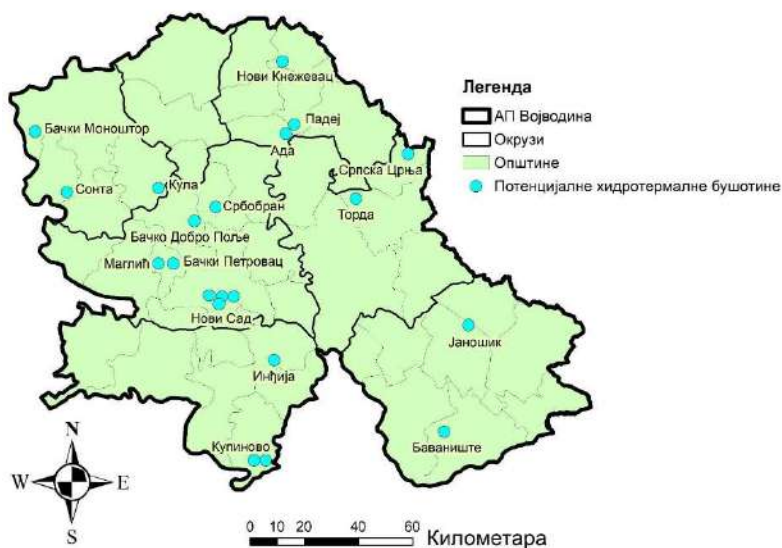 Нови Кнежевац
Падеј
Ада
Бачки Моноштор
Српска Црња
Сонта
Кула
Србобран
Торда
Бачко Добро Поље
Маглић
Бачки Петровац
Нови Сад
Јаношик
Инђија
Баваниште
Купиново
Легенда
АП Војводина
Окрузи
Општине
Потенцијалне хидротермалне бушотине
N
W E
S
0 10 20 40 60
Километара